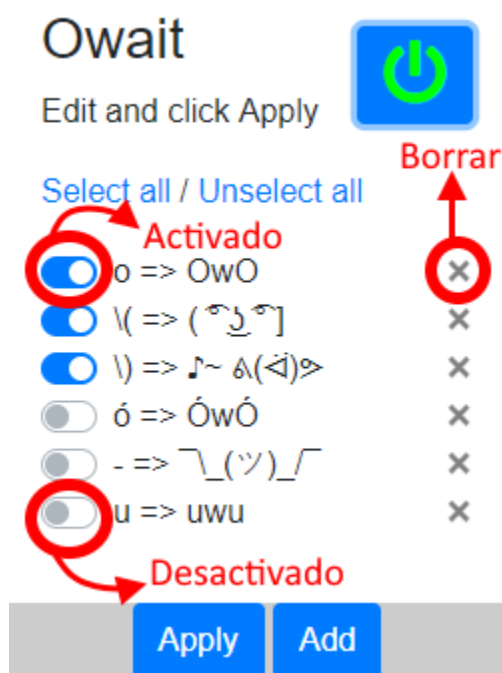 Owait
Edit and click Apply
Borrar
Select all / Unselect all
Activado
o => OwO
\( => ( ͡° ͜ʖ ͡°]
\) => ♪~ ᕕ(ᐛ)ᕗ
ó => ÓwÓ
- => ¯\_(ツ)_/¯
u => uwu
Desactivado
Apply Add